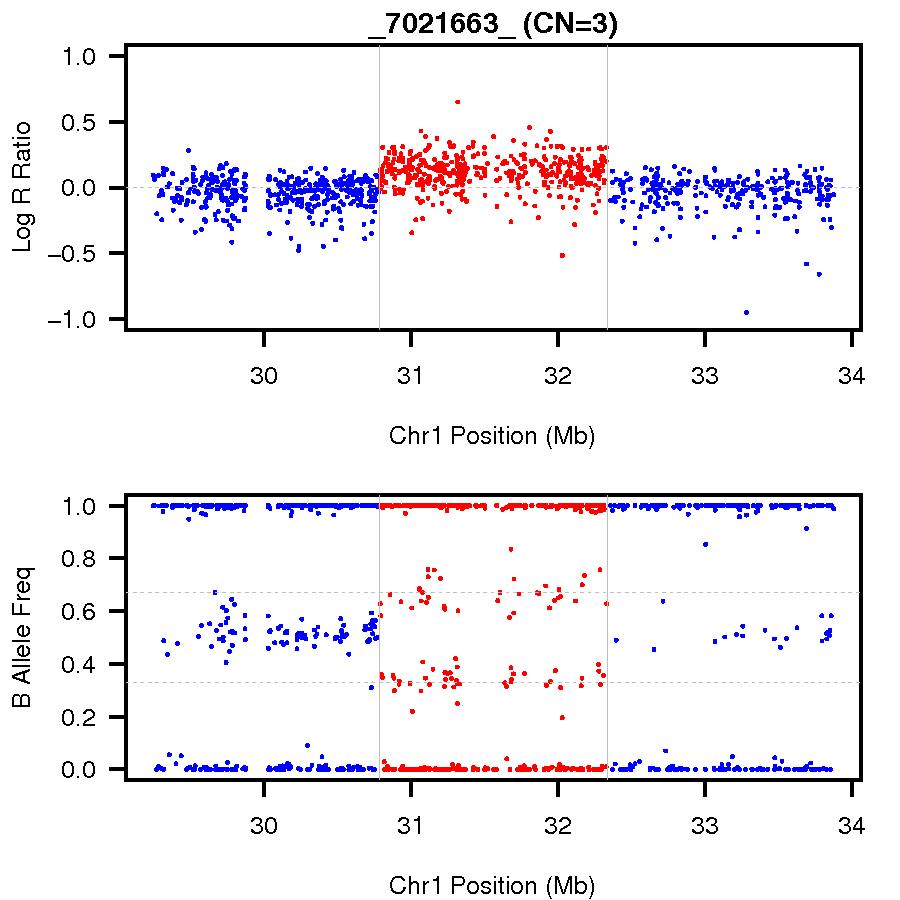 _7021663_ (CN=3)
1.0
0.5
0.0
−0.5
−1.0
Log R Ratio
30 31 32 33 34
Chr1 Position (Mb)
1.0
0.8
0.6
0.4
0.2
0.0
B Allele Freq
30 31 32 33 34
Chr1 Position (Mb)